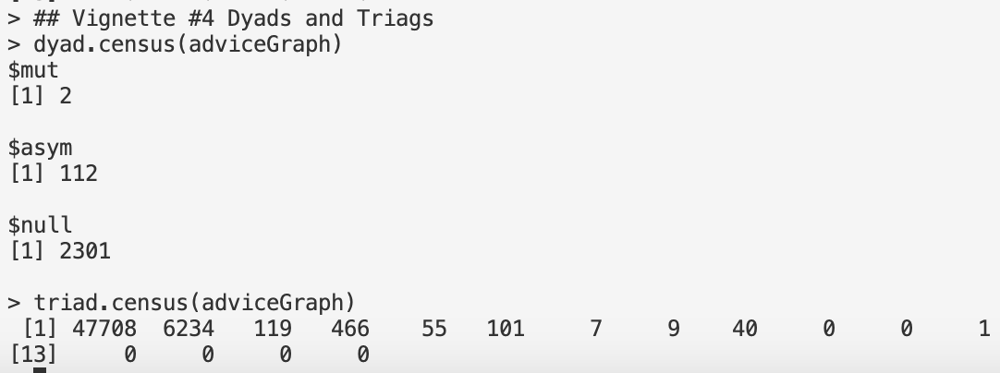 > ## Vignette #4 Dyads and Triags
> dyad.census(adviceGraph)
$mut
[1] 2
$asym
[1] 112
$null
[1] 2301
> triad.census(adviceGraph)
[1] 47708 6234 119 466 55 101 7 9 40 0 0 1
[13] 0 0 0 0